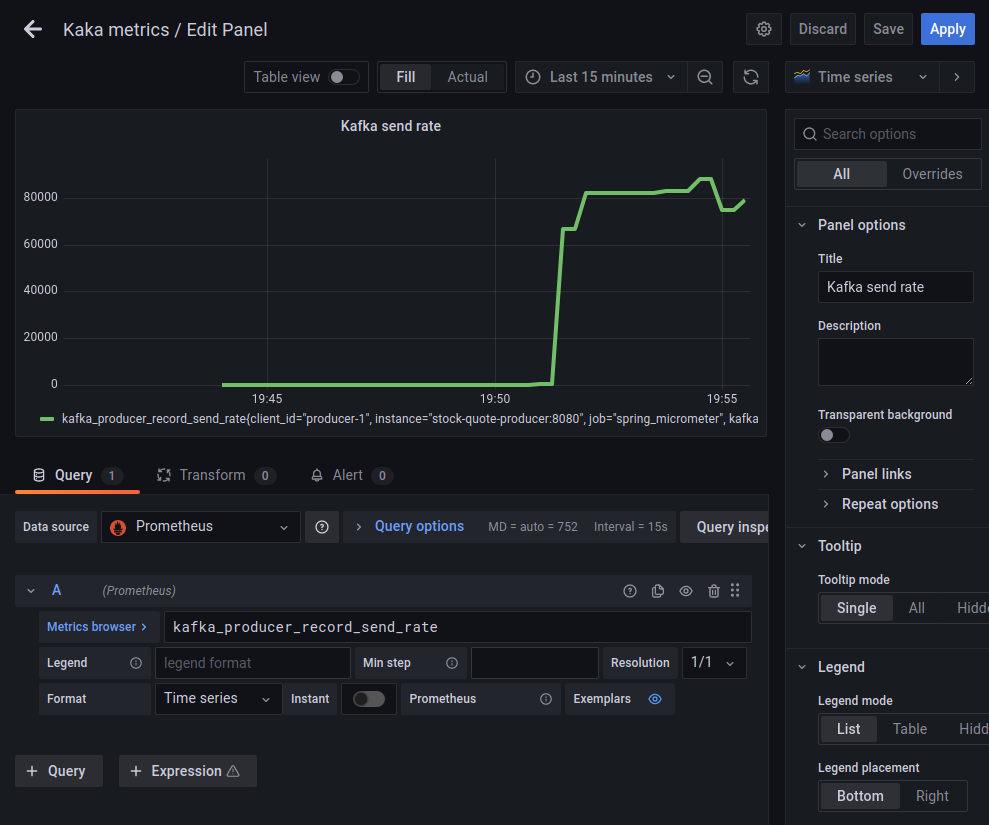 Kaka metrics / Edit Panel
Discard
Save
Apply
Table view
Fill
Actual
Last 15 minutes
Time series
Kafka send rate
80000
60000
40000
20000
0
19:45
19:50
19:55
kafka_producer_record_send_rate{client_id="producer-1", instance="stock-quote-producer:8080", job="spring_micrometer", kafka
Search options
All
Overrides
Panel options
Title
Kafka send rate
Description
Transparent background
Panel links
Repeat options
Tooltip
Tooltip mode
Single
All
Hidd
Legend
Legend mode
List
Table
Hidd
Legend placement
Bottom
Right
Query 1
Transform 0
Alert 0
Data source
Prometheus
Query options
MD = auto = 752
Interval = 15s
Query inspe
A
(Prometheus)
Metrics browser
kafka_producer_record_send_rate
Legend
legend format
Min step
Resolution
1/1
Format
Time series
Instant
Prometheus
Exemplars
+ Query
+ Expression